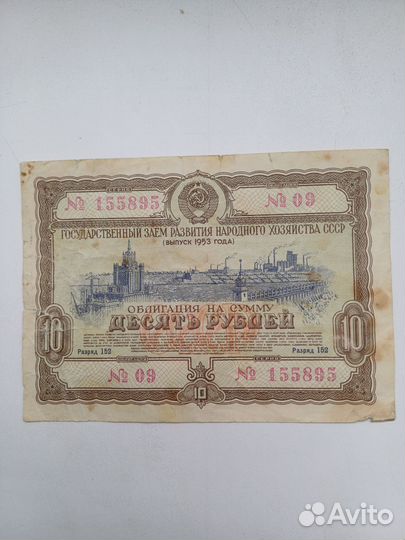 СЕРИЯ
№ 155895
№ 09
ГОСУДАРСТВЕННЫЙ ЗАЕМ РАЗВИТИЯ НАРОДНОГО ХОЗЯЙСТВА СССР
(ВЫПУСК 1953 ГОДА)
ОБЛИГАЦИЯ НА СУММУ
10 ДЕСЯТЬ РУБЛЕЙ 10
Разряд 152
Разряд 152
СЕРИЯ
№ 09
10
№ 155895
Avito